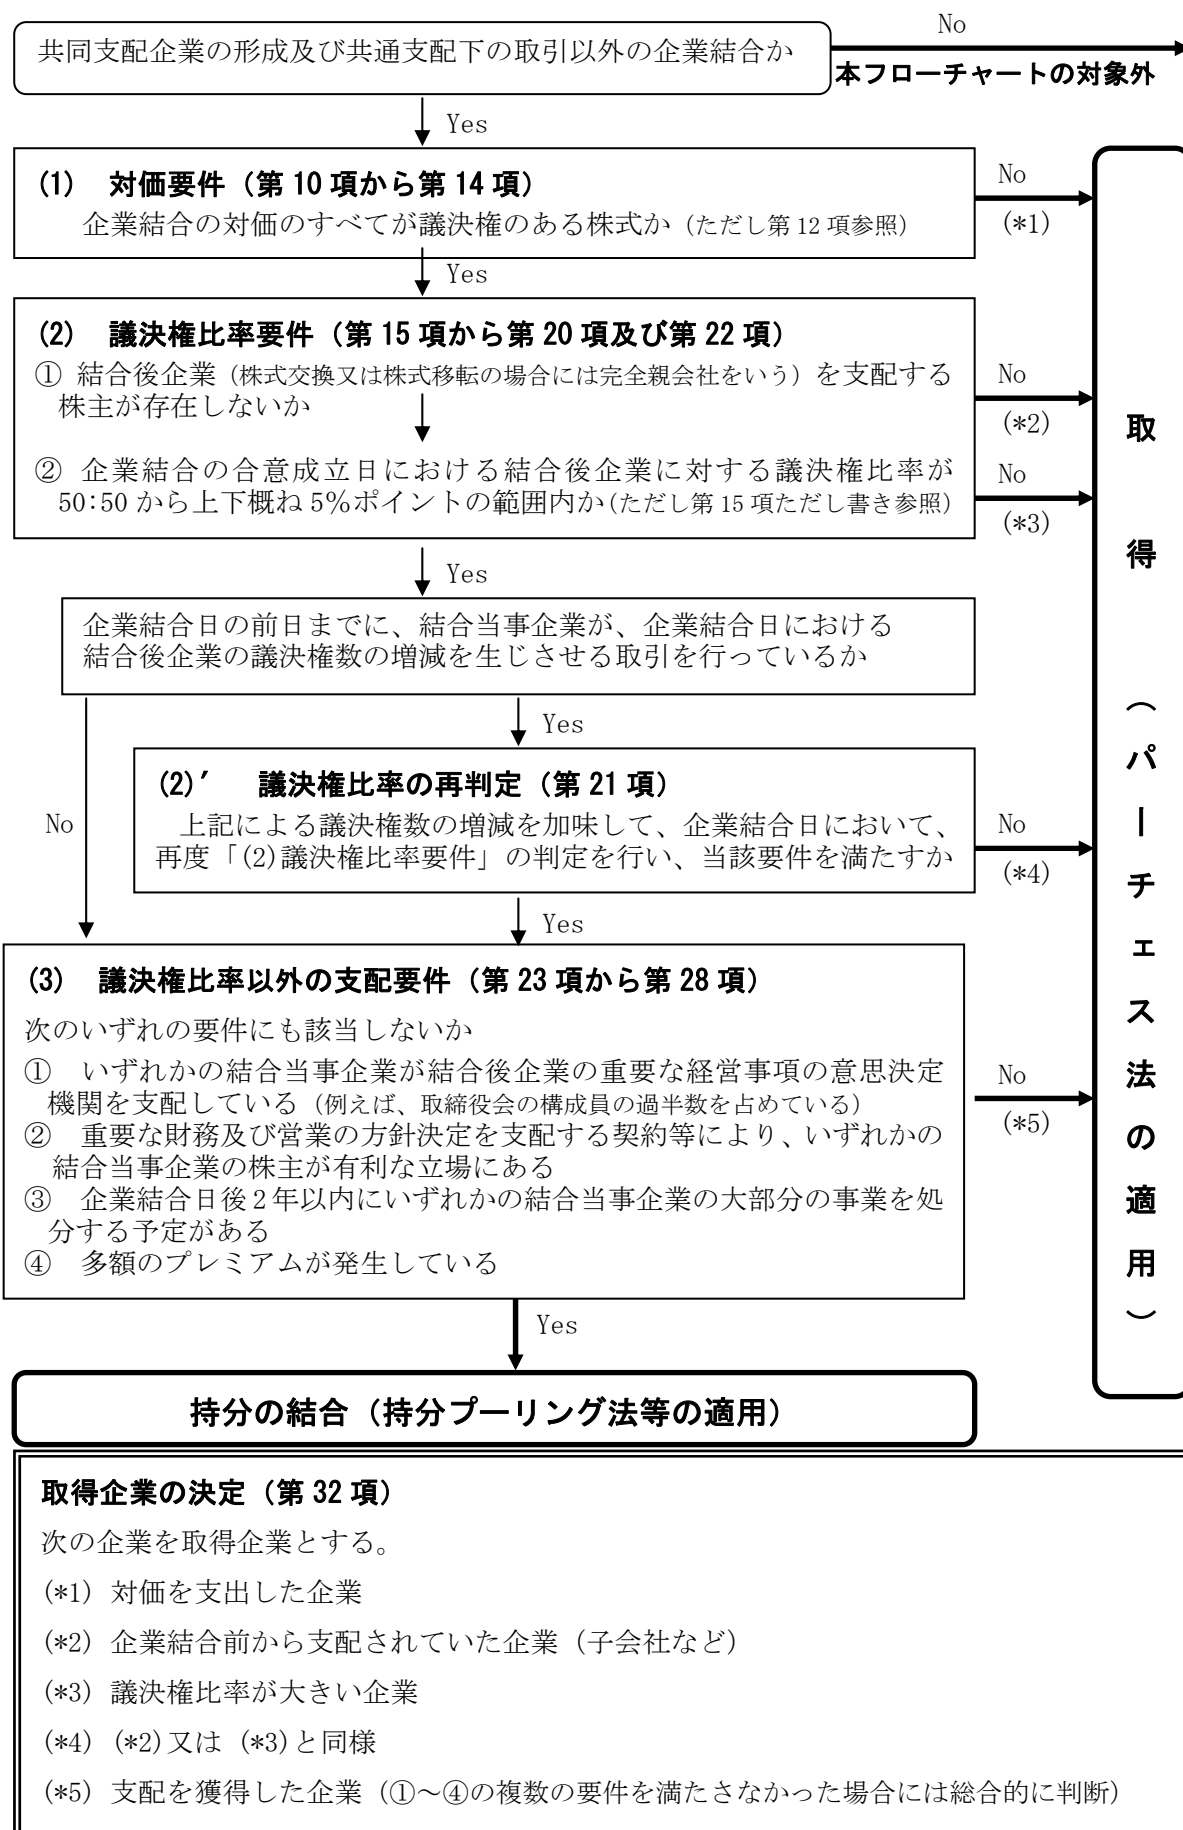 No
共同支配企業の形成及び共通支配下の取引以外の企業結合か
本フローチャートの対象外
Yes
(1) 対価要件（第 10 項から第 14 項）
企業結合の対価のすべてが議決権のある株式か（ただし第 12 項参照）
No
(*1)
Yes
(2) 議決権比率要件（第 15 項から第 20 項及び第 22 項）
① 結合後企業（株式交換又は株式移転の場合には完全親会社をいう）を支配する
株主が存在しないか
No
(*2)
② 企業結合の合意成立日における結合後企業に対する議決権比率が
50:50 から上下概ね 5％ポイントの範囲内か（ただし第 15 項ただし書き参照）
No
(*3)
Yes
企業結合日の前日までに、結合当事企業が、企業結合日における
結合後企業の議決権数の増減を生じさせる取引を行っているか
Yes
No
(2)′ 議決権比率の再判定（第 21 項）
上記による議決権数の増減を加味して、企業結合日において、
再度「(2)議決権比率要件」の判定を行い、当該要件を満たすか
No
(*4)
Yes
(3) 議決権比率以外の支配要件（第 23 項から第 28 項）
次のいずれの要件にも該当しないか
① いずれかの結合当事企業が結合後企業の重要な経営事項の意思決定
機関を支配している（例えば、取締役会の構成員の過半数を占めている）
② 重要な財務及び営業の方針決定を支配する契約等により、いずれかの
結合当事企業の株主が有利な立場にある
③ 企業結合日後 2 年以内にいずれかの結合当事企業の大部分の事業を処
分する予定がある
④ 多額のプレミアムが発生している
No
(*5)
Yes
取得（パーチェス法の適用）
持分の結合（持分プーリング法等の適用）
取得企業の決定（第 32 項）
次の企業を取得企業とする。
(*1) 対価を支出した企業
(*2) 企業結合前から支配されていた企業（子会社など）
(*3) 議決権比率が大きい企業
(*4) (*2)又は (*3)と同様
(*5) 支配を獲得した企業（①～④の複数の要件を満たさなかった場合には総合的に判断）